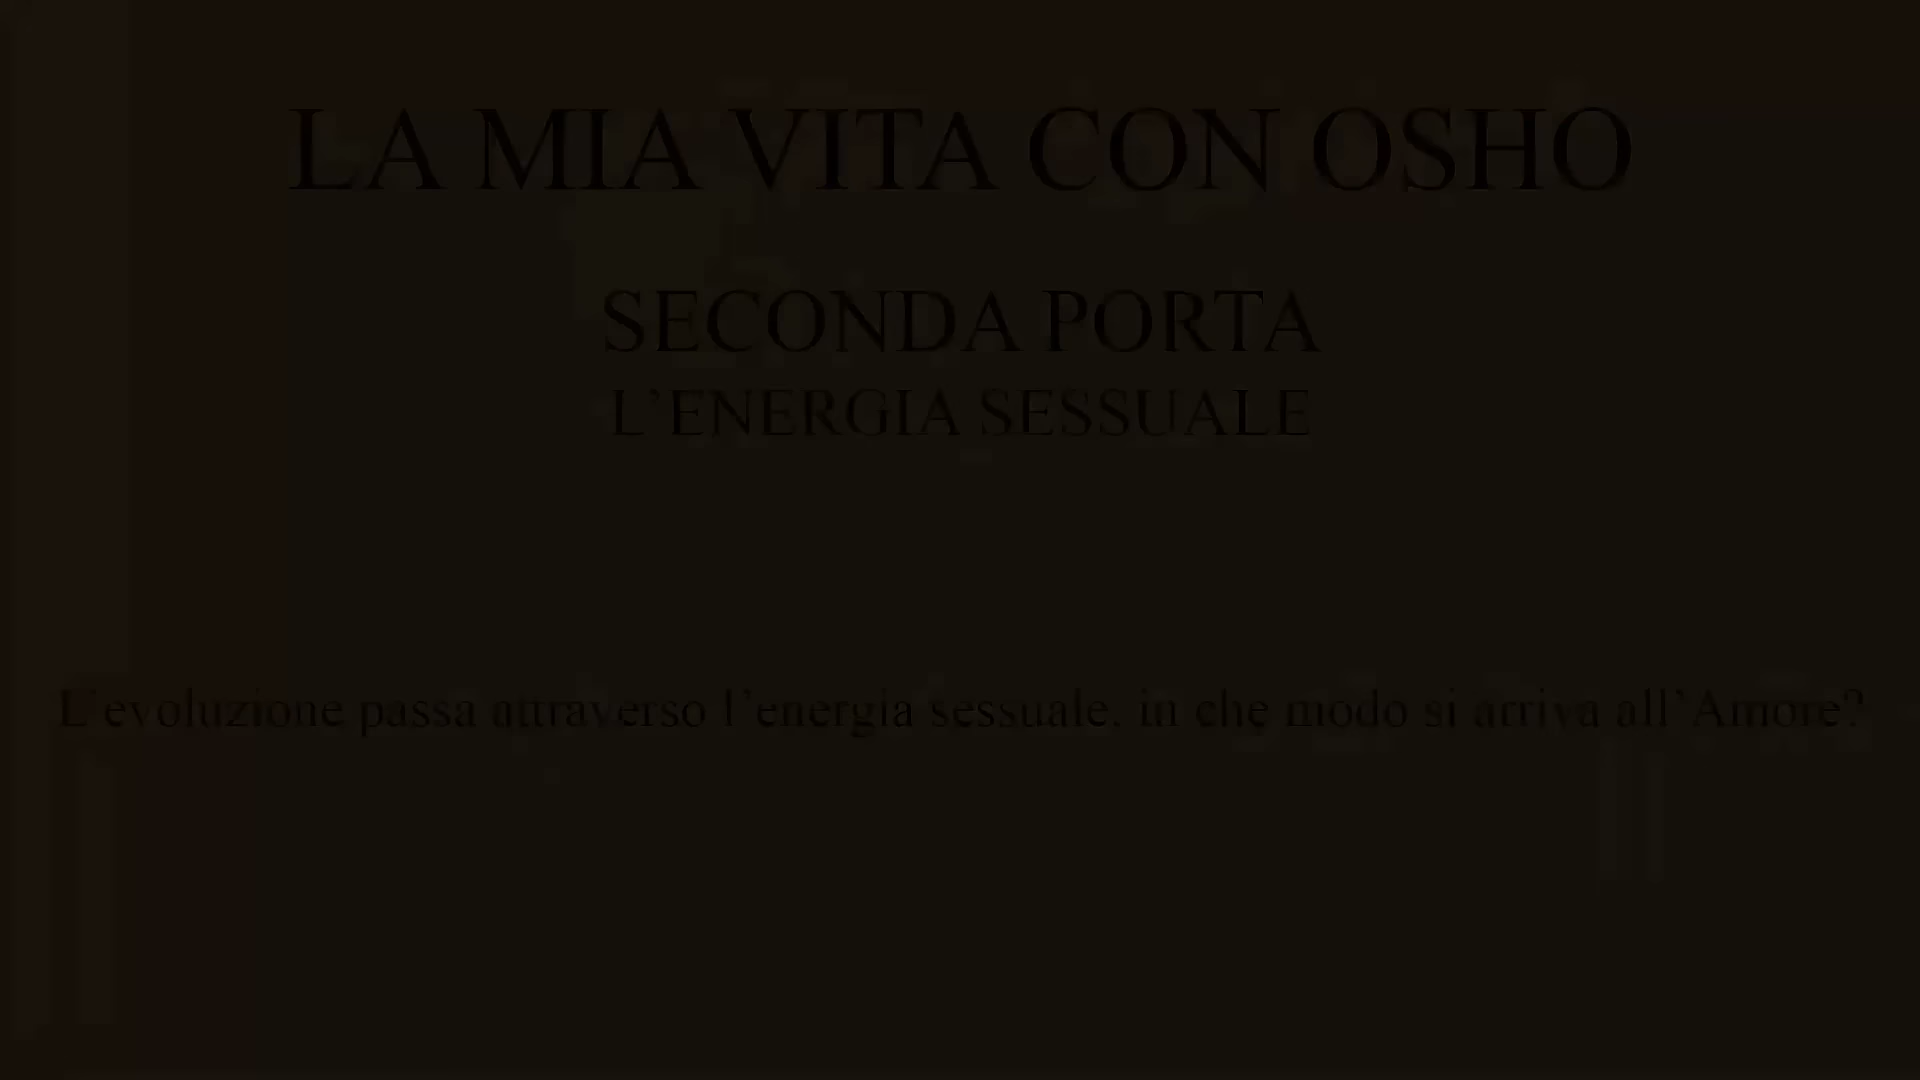 LA MIA VITA CON OSHO
SECONDA PORTA
L'ENERGIA SESSUALE
L'evoluzione passa attraverso l'energia sessuale, in che modo si arriva all'Amore?